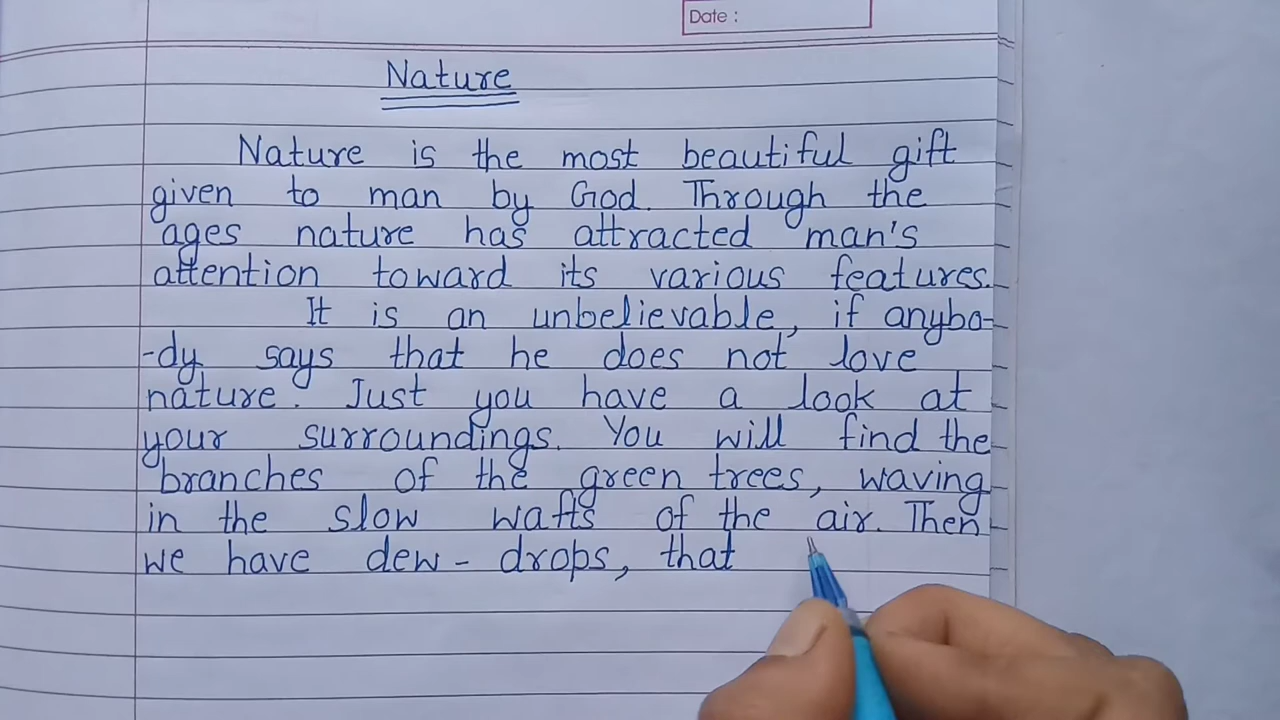 Date :
Nature
Nature is the most beautiful gift
given to man by God. Through the
ages nature has attracted man's
attention toward its various features.
It is an unbelievable, if anybo-
-dy says that he does not love
nature. Just you have a look at
your surroundings. You will find the
branches of the green trees, waving
in the slow wafts of the air. Then
we have dew - drops, that